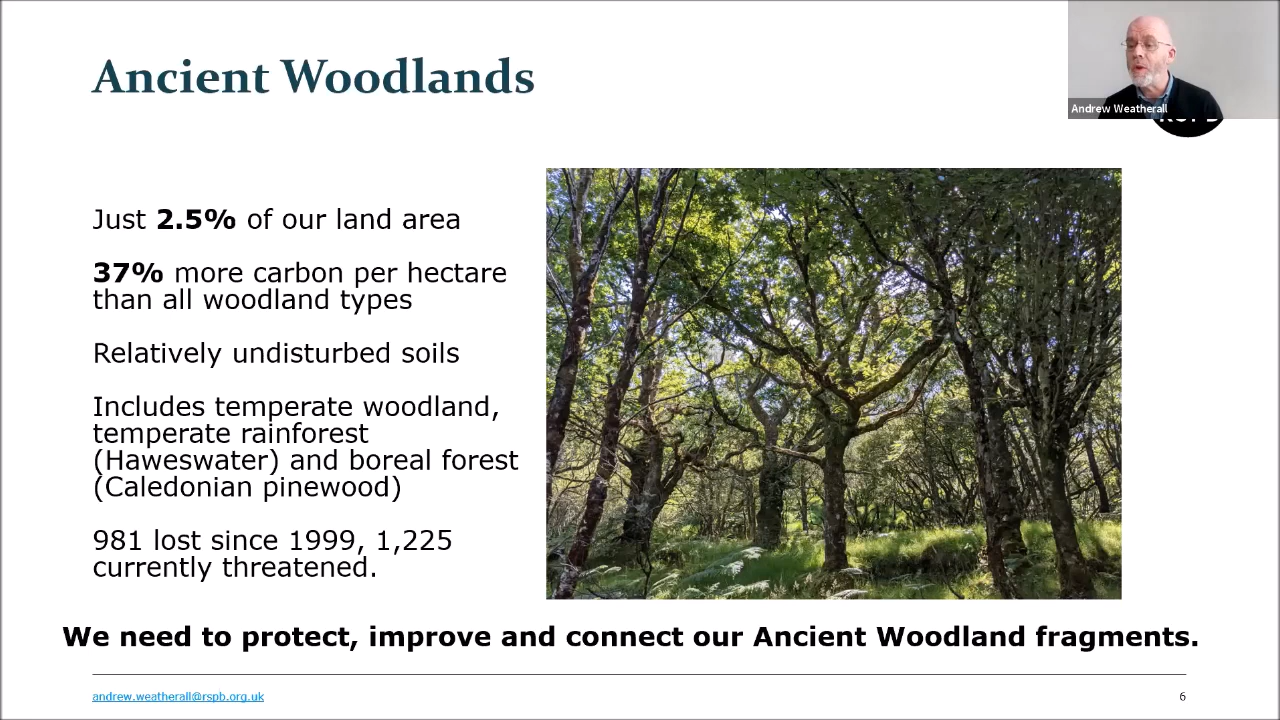 Ancient Woodlands
Andrew Weatherall
Just 2.5% of our land area
37% more carbon per hectare
than all woodland types
Relatively undisturbed soils
Includes temperate woodland,
temperate rainforest
(Haweswater) and boreal forest
(Caledonian pinewood)
981 lost since 1999, 1,225
currently threatened.
We need to protect, improve and connect our Ancient Woodland fragments.
andrew.weatherall@rspb.org.uk
6